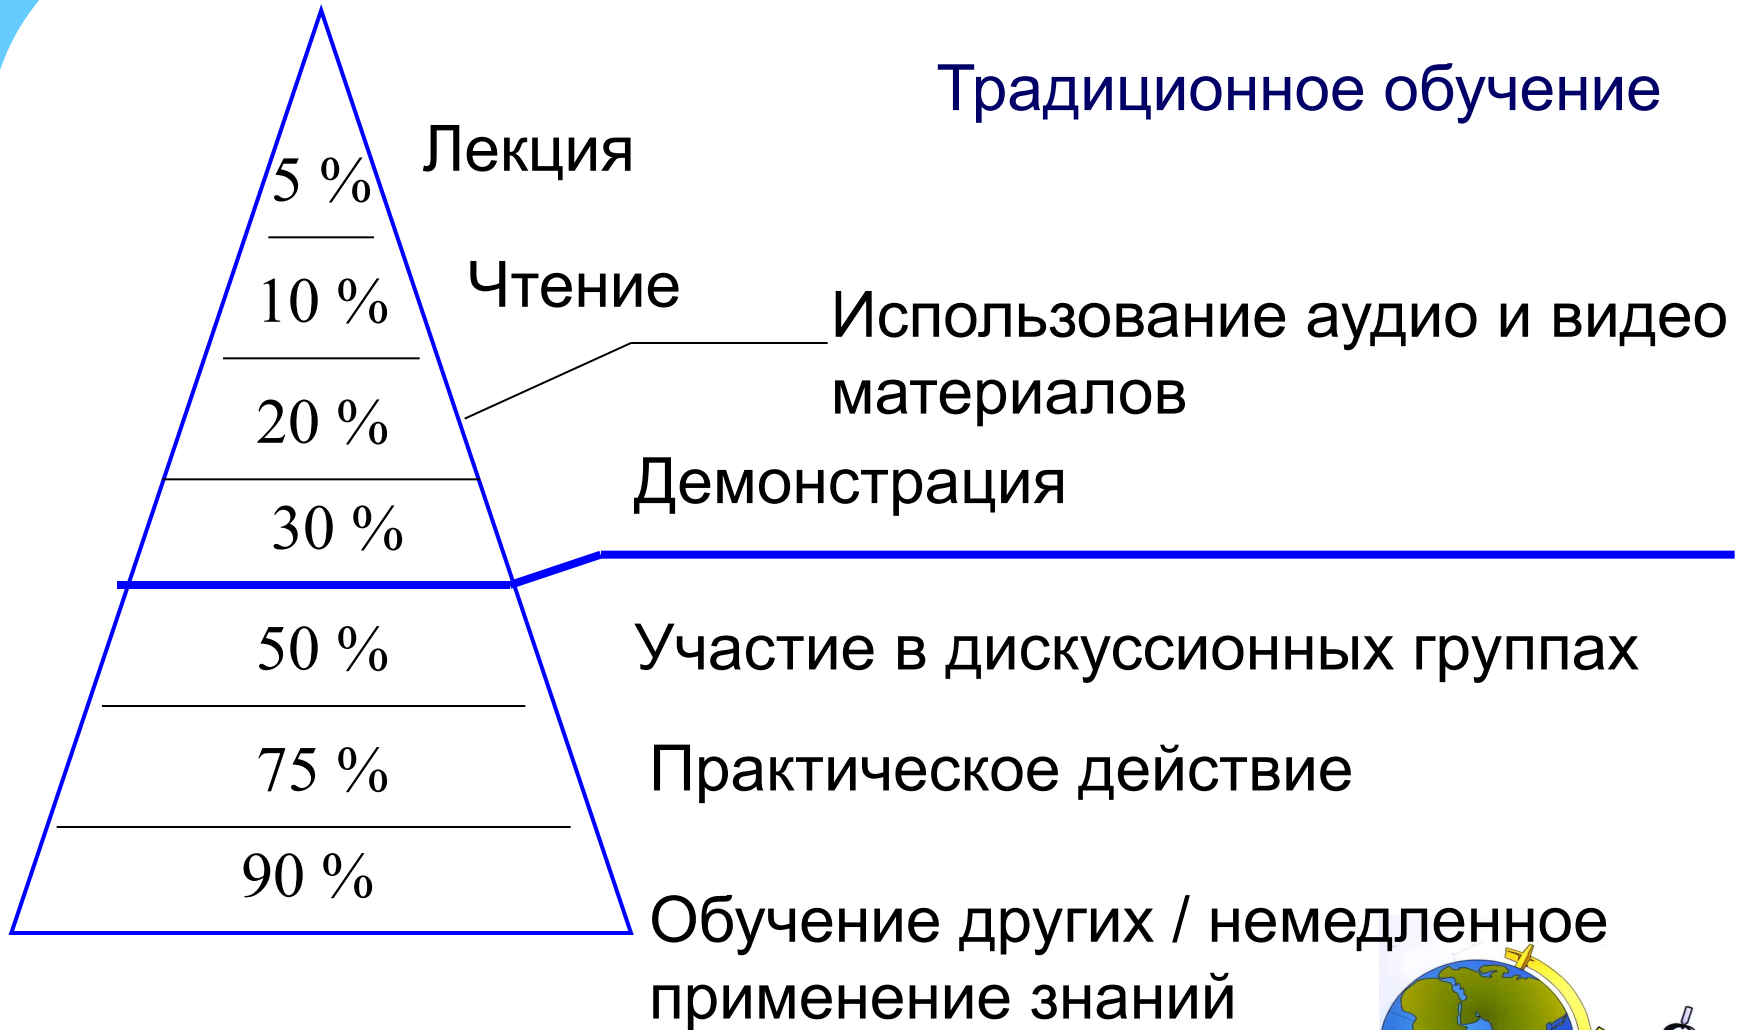 Традиционное обучение
Лекция
5 %
Чтение
10 %
Использование аудио и видео
материалов
20 %
Демонстрация
30 %
Участие в дискуссионных группах
50 %
Практическое действие
75 %
90 %
Обучение других / немедленное
применение знаний